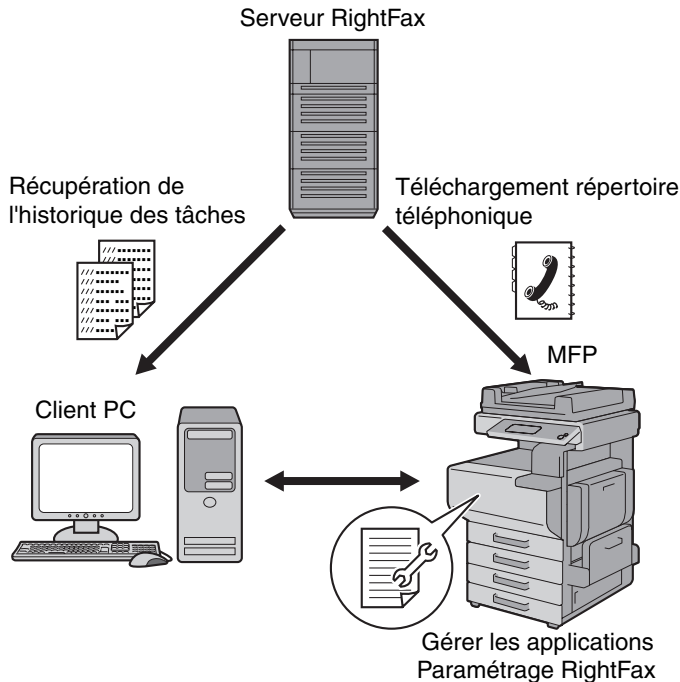 Serveur RightFax
Récupération de
l'historique des tâches
Téléchargement répertoire
téléphonique
MFP
Client PC
Gérer les applications
Paramétrage RightFax